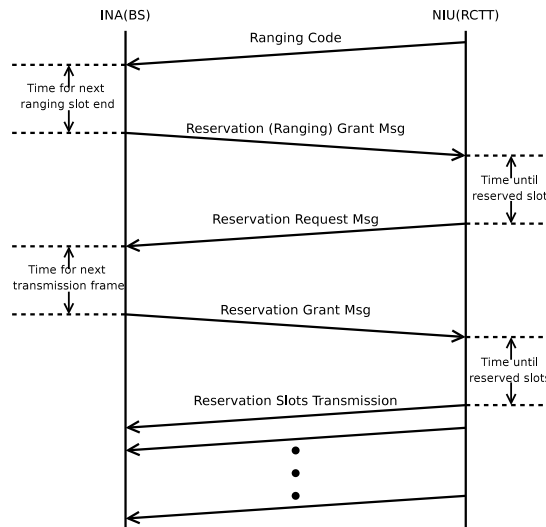 INA(BS)
NIU(RCTT)
Ranging Code
Time for next
ranging slot end
Reservation (Ranging) Grant Msg
Time until
reserved slot
Reservation Request Msg
Time for next
transmission frame
Reservation Grant Msg
Time until
reserved slots
Reservation Slots Transmission